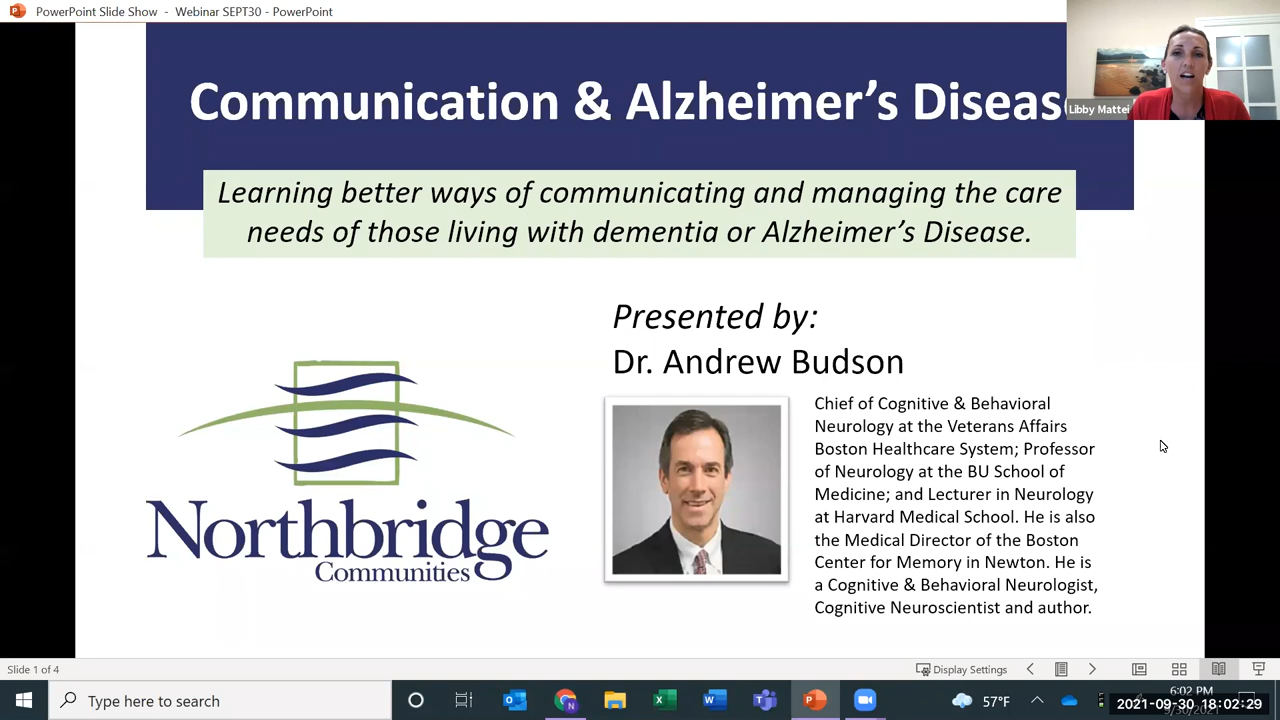 PowerPoint Slide Show - Webinar SEPT30 - PowerPoint
Communication & Alzheimer's Diseas
Libby Mattei
Learning better ways of communicating and managing the care
needs of those living with dementia or Alzheimer's Disease.
Presented by:
Dr. Andrew Budson
Chief of Cognitive & Behavioral
Neurology at the Veterans Affairs
Boston Healthcare System; Professor
of Neurology at the BU School of
Medicine; and Lecturer in Neurology
at Harvard Medical School. He is also
the Medical Director of the Boston
Center for Memory in Newton. He is
a Cognitive & Behavioral Neurologist,
Cognitive Neuroscientist and author.
Northbridge
Communities
Slide 1 of 4
Display Settings
Type here to search
57°F
6:02 PM
2021-09-30 18:02:29